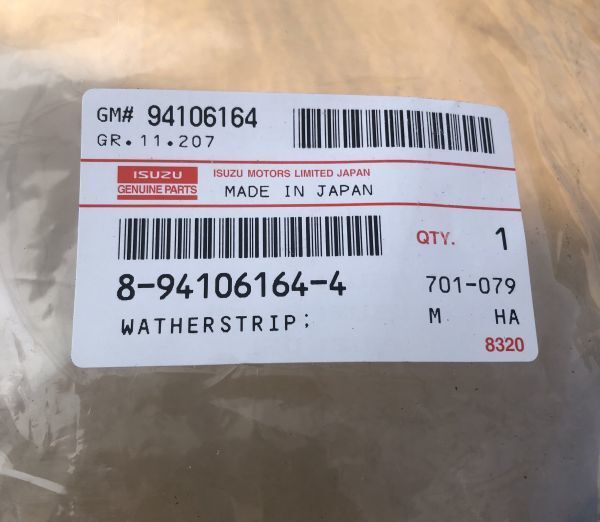 GM# 94106164
GR.11.207
ISUZU
GENUINE PARTS
ISUZU MOTORS LIMITED JAPAN
MADE IN JAPAN
QTY. 1
8-94106164-4 701-079
WATHERSTRIP; M HA
8320